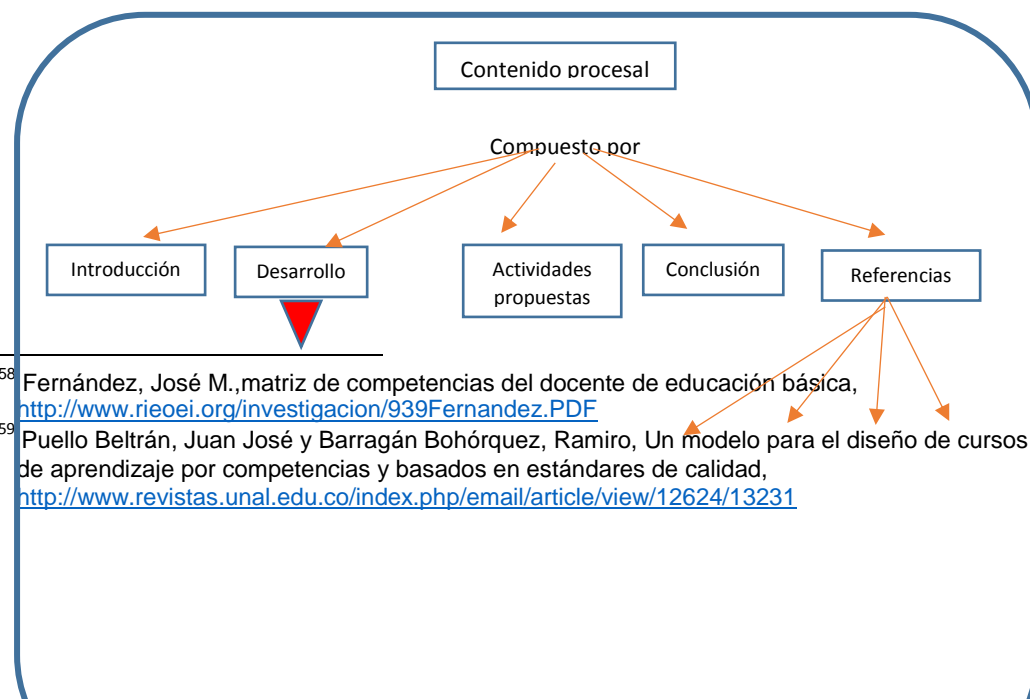 Contenido procesal
Compuesto por
Introducción
Desarrollo
Actividades
propuestas
Conclusión
Referencias
58 Fernández, José M.,matriz de competencias del docente de educación básica,
http://www.rieoei.org/investigacion/939Fernandez.PDF
59 Puello Beltrán, Juan José y Barragán Bohórquez, Ramiro, Un modelo para el diseño de cursos
de aprendizaje por competencias y basados en estándares de calidad,
http://www.revistas.unal.edu.co/index.php/email/article/view/12624/13231